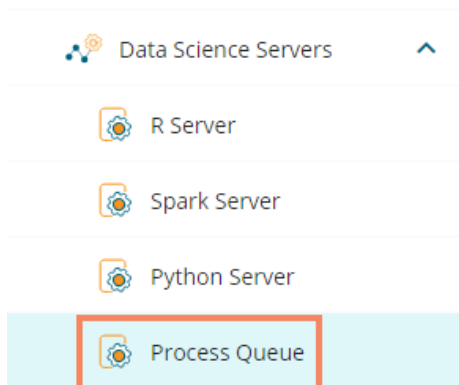 Data Science Servers
R Server
Spark Server
Python Server
Process Queue